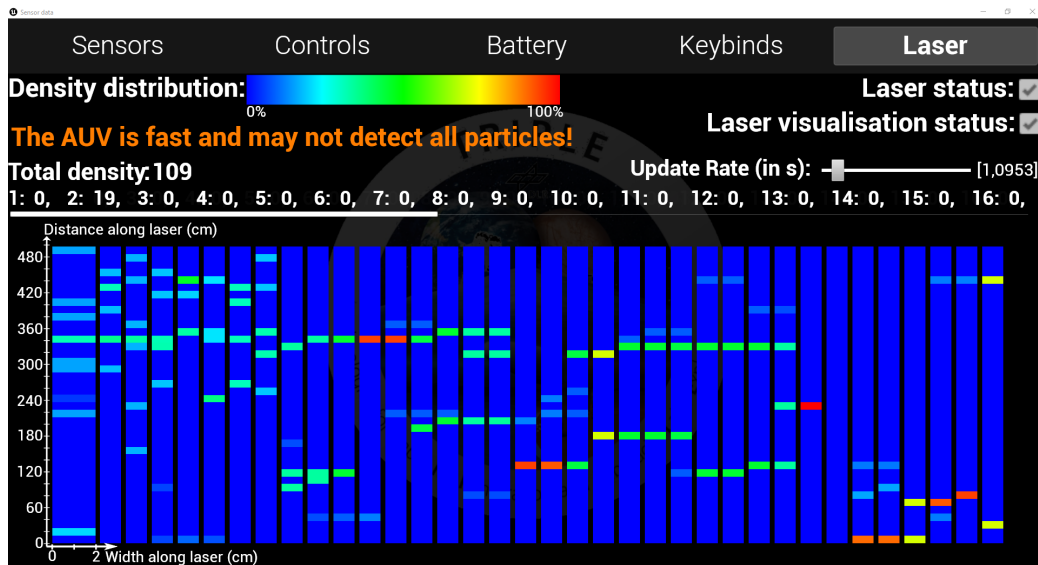 Sensor data
Sensors Controls Battery Keybinds Laser
Density distribution:
0% 100%
Laser status:
Laser visualisation status:
The AUV is fast and may not detect all particles!
Total density: 109
Update Rate (in s): [1,0953]
1: 0, 2: 19, 3: 0, 4: 0, 5: 0, 6: 0, 7: 0, 8: 0, 9: 0, 10: 0, 11: 0, 12: 0, 13: 0, 14: 0, 15: 0, 16: 0,
Distance along laser (cm)
480
420
360
300
240
180
120
60
0
0 2 Width along laser (cm)